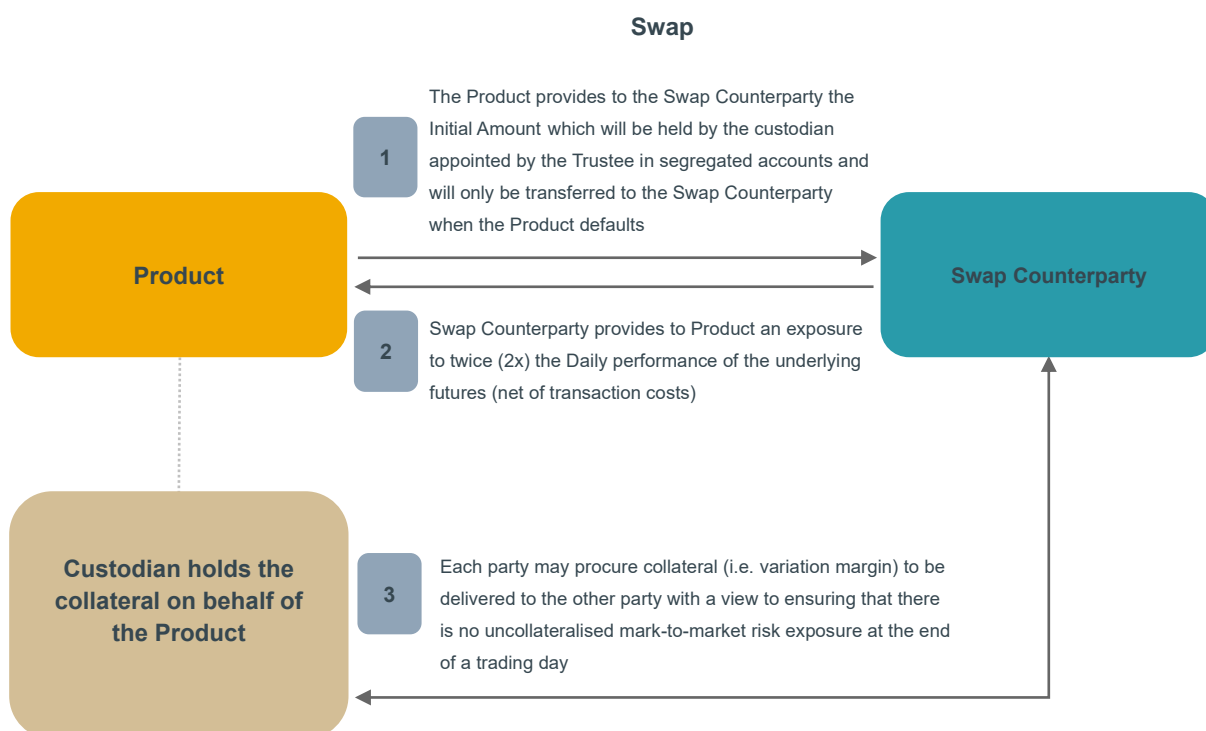 Swap
The Product provides to the Swap Counterparty the
Initial Amount which will be held by the custodian
appointed by the Trustee in segregated accounts and
will only be transferred to the Swap Counterparty
when the Product defaults
1
Product
Swap Counterparty
2
Swap Counterparty provides to Product an exposure
to twice (2x) the Daily performance of the underlying
futures (net of transaction costs)
Custodian holds the
collateral on behalf of
the Product
3
Each party may procure collateral (i.e. variation margin) to be
delivered to the other party with a view to ensuring that there
is no uncollateralised mark-to-market risk exposure at the end
of a trading day